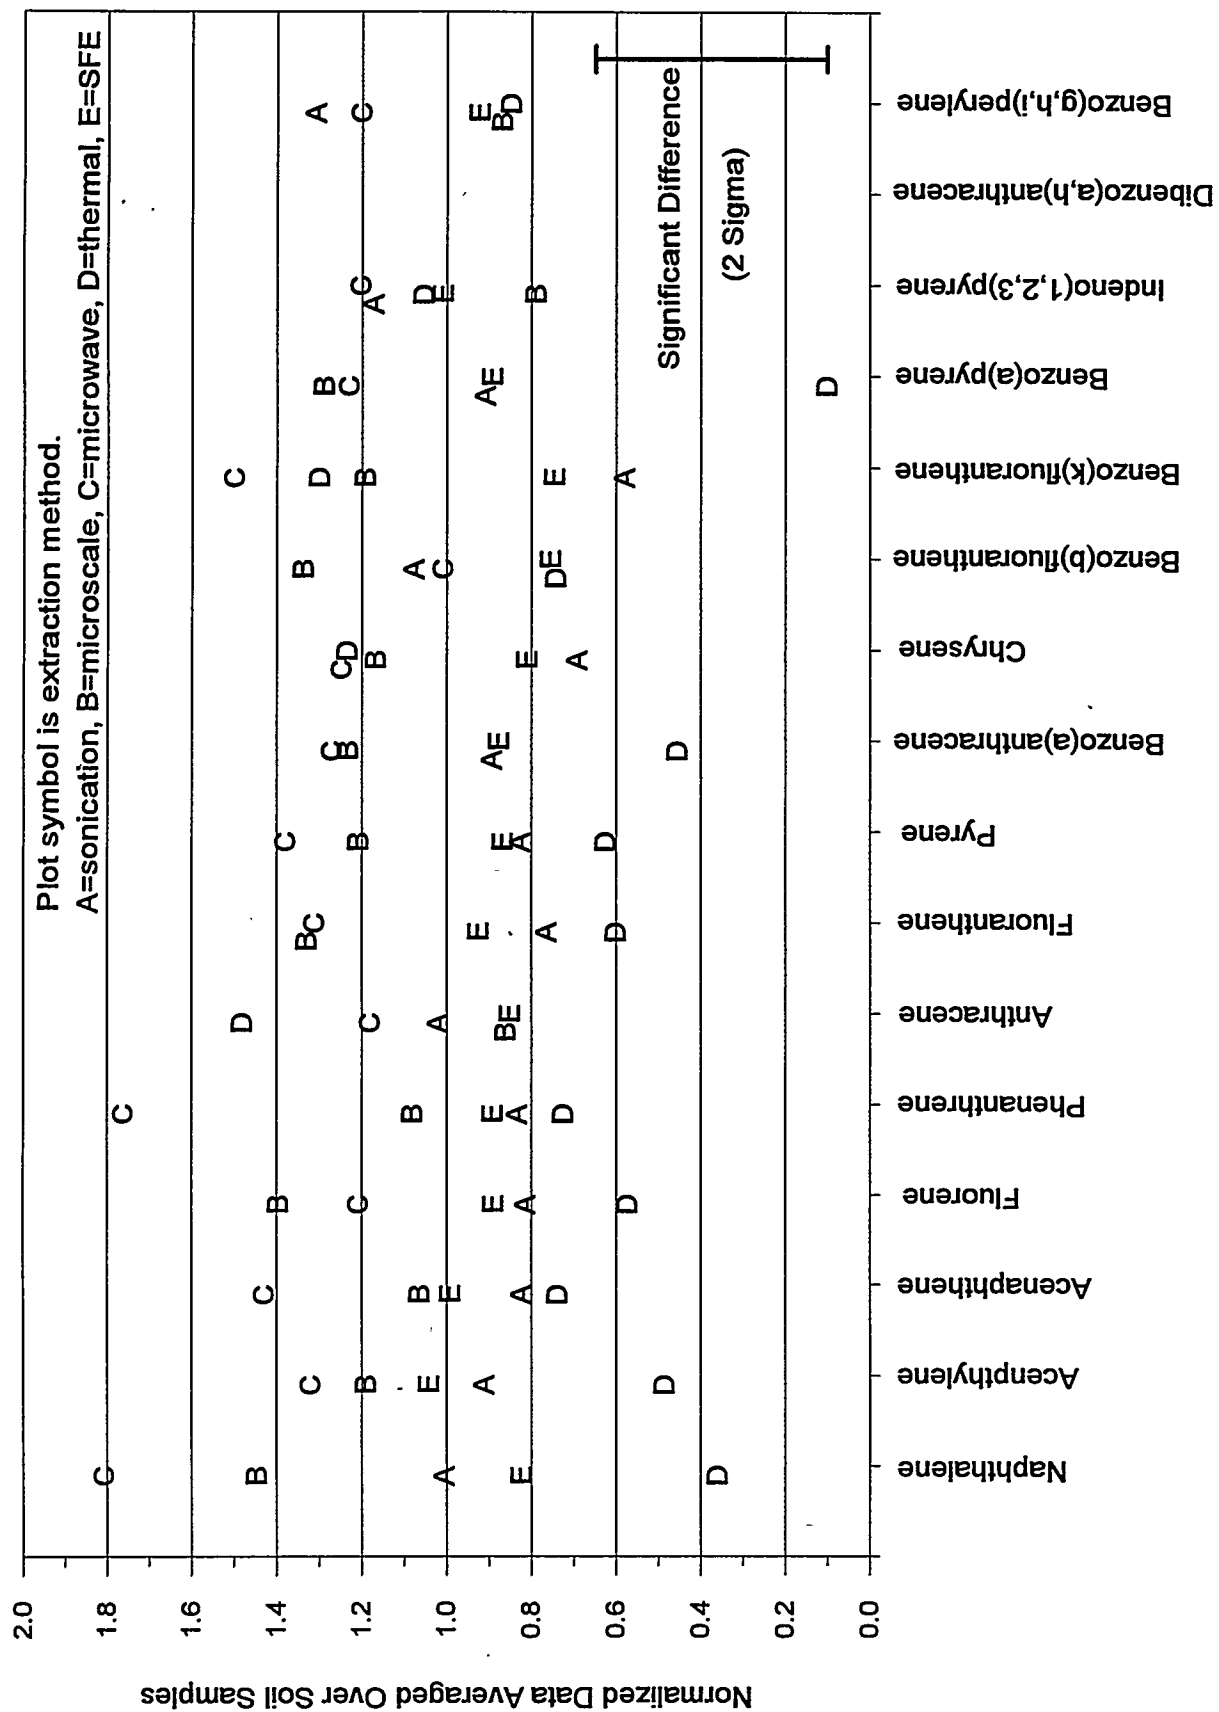 Plot symbol is extraction method.
A=sonication, B=microscale, C=microwave, D=thermal, E=SFE
Normalized Data Averaged Over Soil Samples
2.0
1.8
1.6
1.4
1.2
1.0
0.8
0.6
0.4
0.2
0.0
C
B
A
E
D
C
B
E
A
D
C
B
E
A
D
B
C
E
A
D
C
B
E
A
D
D
C
A
B
E
B
C
E
A
D
C
B
E
A
D
C
B
A
E
D
C
D
B
E
A
B
A
C
E
D
C
D
B
E
A
B
C
A
E
D
C
A
D
E
B
A
C
E
B
D
Significant Difference
(2 Sigma)
Naphthalene
Acenpthylene
Acenaphthene
Fluorene
Phenanthrene
Anthracene
Fluoranthene
Pyrene
Benzo(a)anthracene
Chrysene
Benzo(b)fluoranthene
Benzo(k)fluoranthene
Benzo(a)pyrene
Indeno(1,2,3)pyrene
Dibenzo(a,h)anthracene
Benzo(g,h,i)perylene